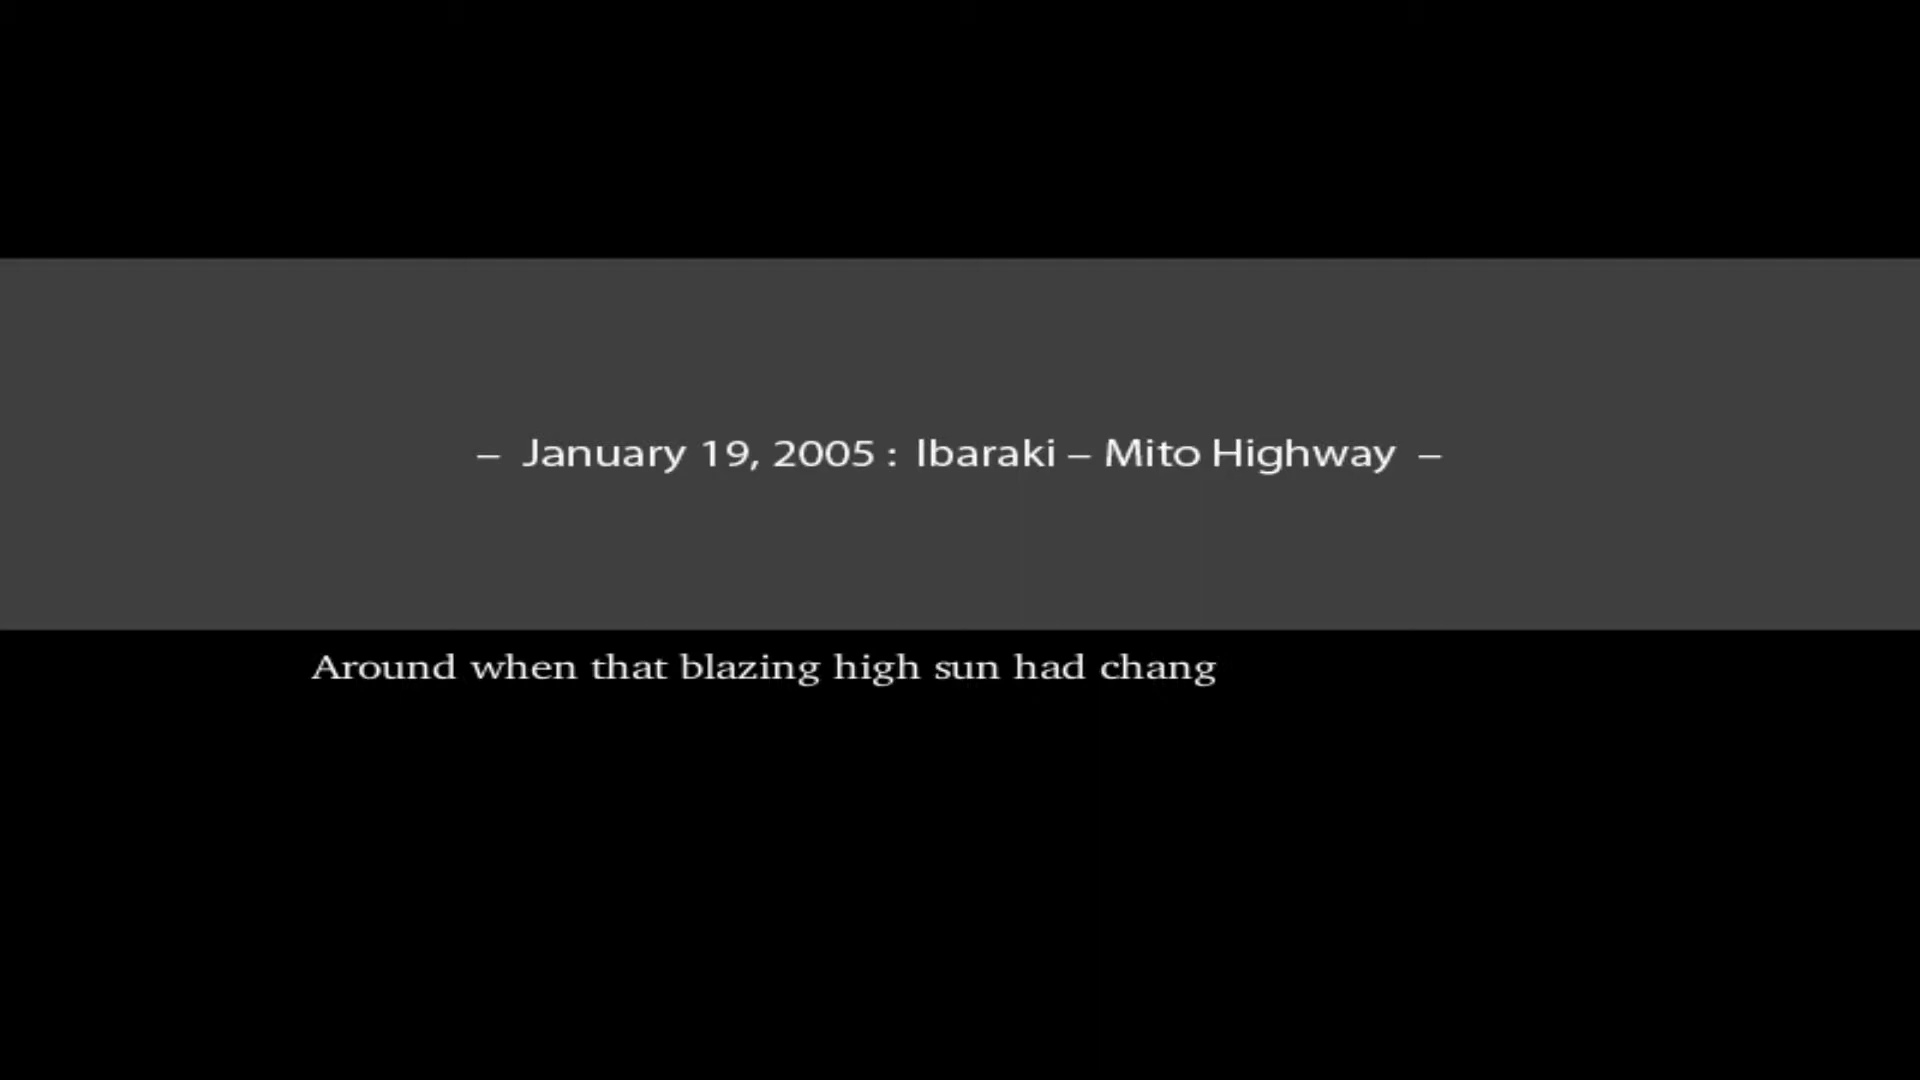 – January 19, 2005 : Ibaraki – Mito Highway –
Around when that blazing high sun had chang